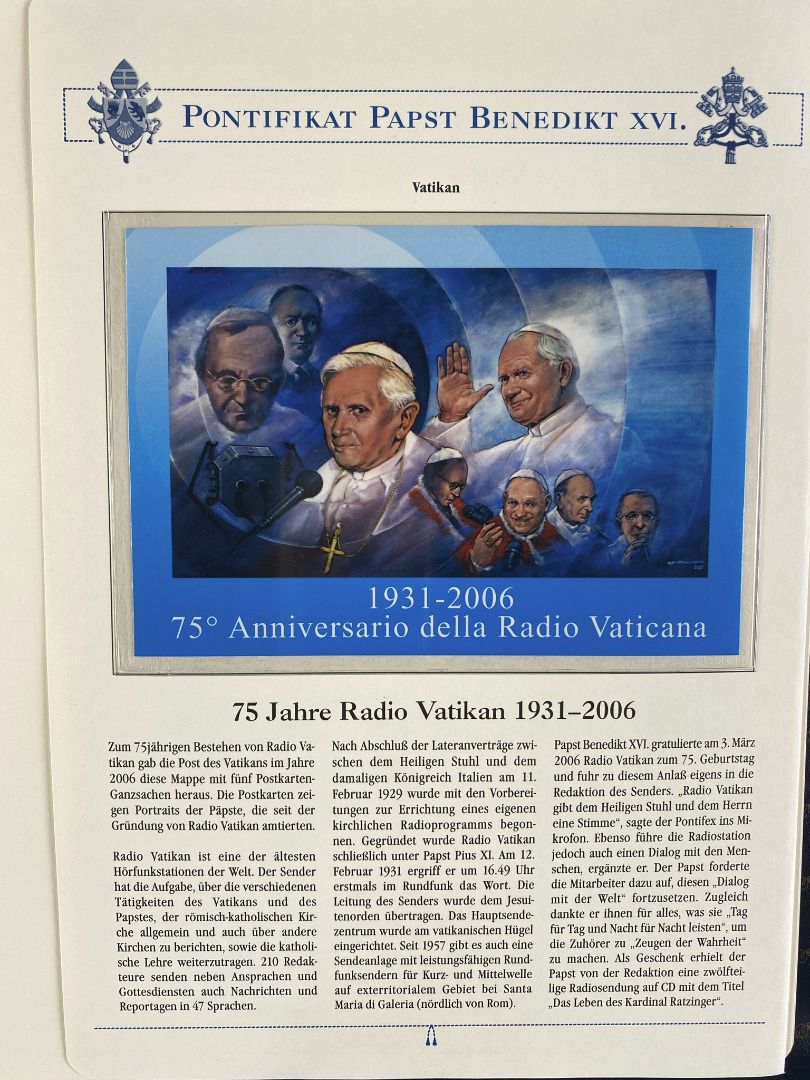 PONTIFIKAT PAPST BENEDIKT XVI.
Vatikan
1931-2006
75° Anniversario della Radio Vaticana
75 Jahre Radio Vatikan 1931–2006
Zum 75jährigen Bestehen von Radio Va-
tikan gab die Post des Vatikans im Jahre
2006 diese Mappe mit fünf Postkarten-
Ganzsachen heraus. Die Postkarten zei-
gen Portraits der Päpste, die seit der
Gründung von Radio Vatikan amtierten.
Radio Vatikan ist eine der ältesten
Hörfunkstationen der Welt. Der Sender
hat die Aufgabe, über die verschiedenen
Tätigkeiten des Vatikans und des
Papstes, der römisch-katholischen Kir-
che allgemein und auch über andere
Kirchen zu berichten, sowie die katholi-
sche Lehre weiterzutragen. 210 Redak-
teure senden neben Ansprachen und
Gottesdiensten auch Nachrichten und
Reportagen in 47 Sprachen.
Nach Abschluß der Lateranverträge zwi-
schen dem Heiligen Stuhl und dem
damaligen Königreich Italien am 11.
Februar 1929 wurde mit den Vorberei-
tungen zur Errichtung eines eigenen
kirchlichen Radioprogramms begon-
nen. Gegründet wurde Radio Vatikan
schließlich unter Papst Pius XI. Am 12.
Februar 1931 ergriff er um 16.49 Uhr
erstmals im Rundfunk das Wort. Die
Leitung des Senders wurde dem Jesui-
tenorden übertragen. Das Hauptsende-
zentrum wurde am vatikanischen Hügel
eingerichtet. Seit 1957 gibt es auch eine
Sendeanlage mit leistungsfähigen Rund-
funksendern für Kurz- und Mittelwelle
auf exterritorialem Gebiet bei Santa
Maria di Galeria (nördlich von Rom).
Papst Benedikt XVI. gratulierte am 3. März
2006 Radio Vatikan zum 75. Geburtstag
und fuhr zu diesem Anlaß eigens in die
Redaktion des Senders. „Radio Vatikan
gibt dem Heiligen Stuhl und dem Herrn
eine Stimme“, sagte der Pontifex ins Mi-
krofon. Ebenso führe die Radiostation
jedoch auch einen Dialog mit den Men-
schen, ergänzte er. Der Papst forderte
die Mitarbeiter dazu auf, diesen „Dialog
mit der Welt“ fortzusetzen. Zugleich
dankte er ihnen für alles, was sie „Tag
für Tag und Nacht für Nacht leisten“, um
die Zuhörer zu „Zeugen der Wahrheit“
zu machen. Als Geschenk erhielt der
Papst von der Redaktion eine zwölftei-
lige Radiosendung auf CD mit dem Titel
„Das Leben des Kardinal Ratzinger“.